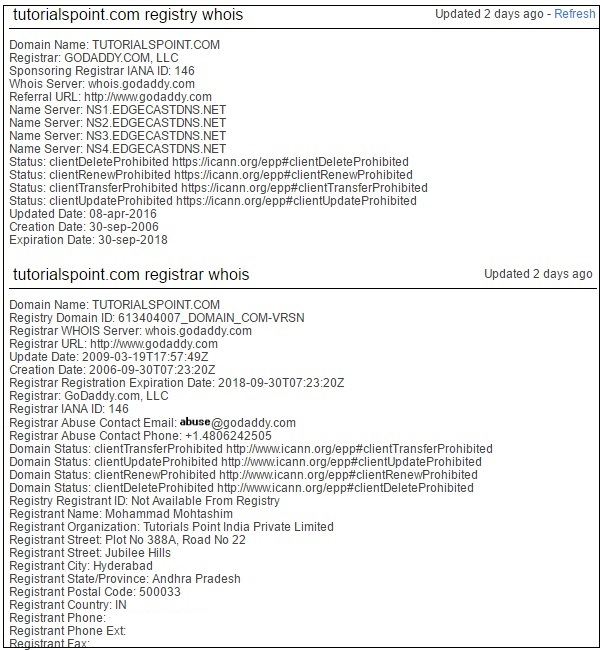 tutorialspoint.com registry whois
Updated 2 days ago - Refresh
Domain Name: TUTORIALSPOINT.COM
Registrar: GODADDY.COM, LLC
Sponsoring Registrar IANA ID: 146
Whois Server: whois.godaddy.com
Referral URL: http://www.godaddy.com
Name Server: NS1.EDGECASTDNS.NET
Name Server: NS2.EDGECASTDNS.NET
Name Server: NS3.EDGECASTDNS.NET
Name Server: NS4.EDGECASTDNS.NET
Status: clientDeleteProhibited https://icann.org/epp#clientDeleteProhibited
Status: clientRenewProhibited https://icann.org/epp#clientRenewProhibited
Status: clientTransferProhibited https://icann.org/epp#clientTransferProhibited
Status: clientUpdateProhibited https://icann.org/epp#clientUpdateProhibited
Updated Date: 08-apr-2016
Creation Date: 30-sep-2006
Expiration Date: 30-sep-2018
tutorialspoint.com registrar whois
Updated 2 days ago
Domain Name: TUTORIALSPOINT.COM
Registry Domain ID: 613404007_DOMAIN_COM-VRSN
Registrar WHOIS Server: whois.godaddy.com
Registrar URL: http://www.godaddy.com
Update Date: 2009-03-19T17:57:49Z
Creation Date: 2006-09-30T07:23:20Z
Registrar Registration Expiration Date: 2018-09-30T07:23:20Z
Registrar: GoDaddy.com, LLC
Registrar IANA ID: 146
Registrar Abuse Contact Email: abuse@godaddy.com
Registrar Abuse Contact Phone: +1.4806242505
Domain Status: clientTransferProhibited http://www.icann.org/epp#clientTransferProhibited
Domain Status: clientUpdateProhibited http://www.icann.org/epp#clientUpdateProhibited
Domain Status: clientRenewProhibited http://www.icann.org/epp#clientRenewProhibited
Domain Status: clientDeleteProhibited http://www.icann.org/epp#clientDeleteProhibited
Registry Registrant ID: Not Available From Registry
Registrant Name: Mohammad Mohtashim
Registrant Organization: Tutorials Point India Private Limited
Registrant Street: Plot No 388A, Road No 22
Registrant Street: Jubilee Hills
Registrant City: Hyderabad
Registrant State/Province: Andhra Pradesh
Registrant Postal Code: 500033
Registrant Country: IN
Registrant Phone:
Registrant Phone Ext:
Registrant Fax: